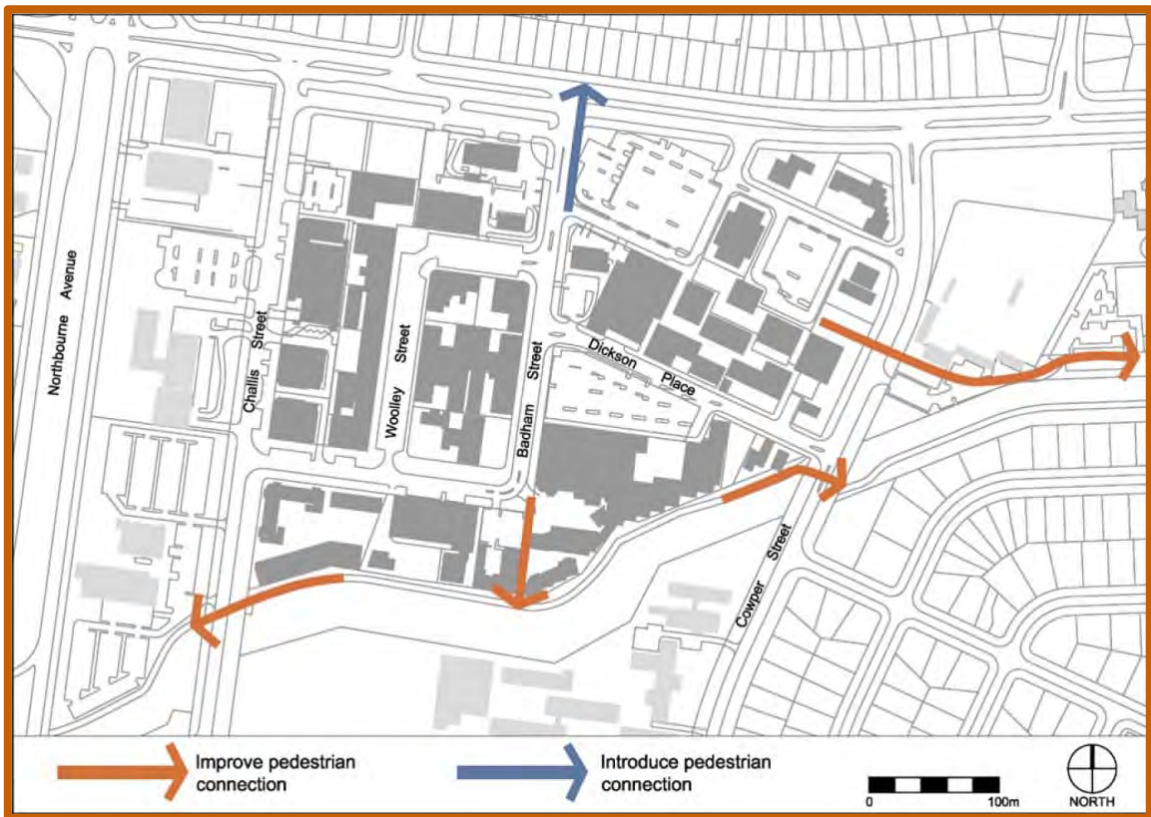 Northbourne Avenue
Challis Street
Woolley Street
Badham Street
Dickson Place
Cowper Street
Improve pedestrian
connection
Introduce pedestrian
connection
0 100m
NORTH